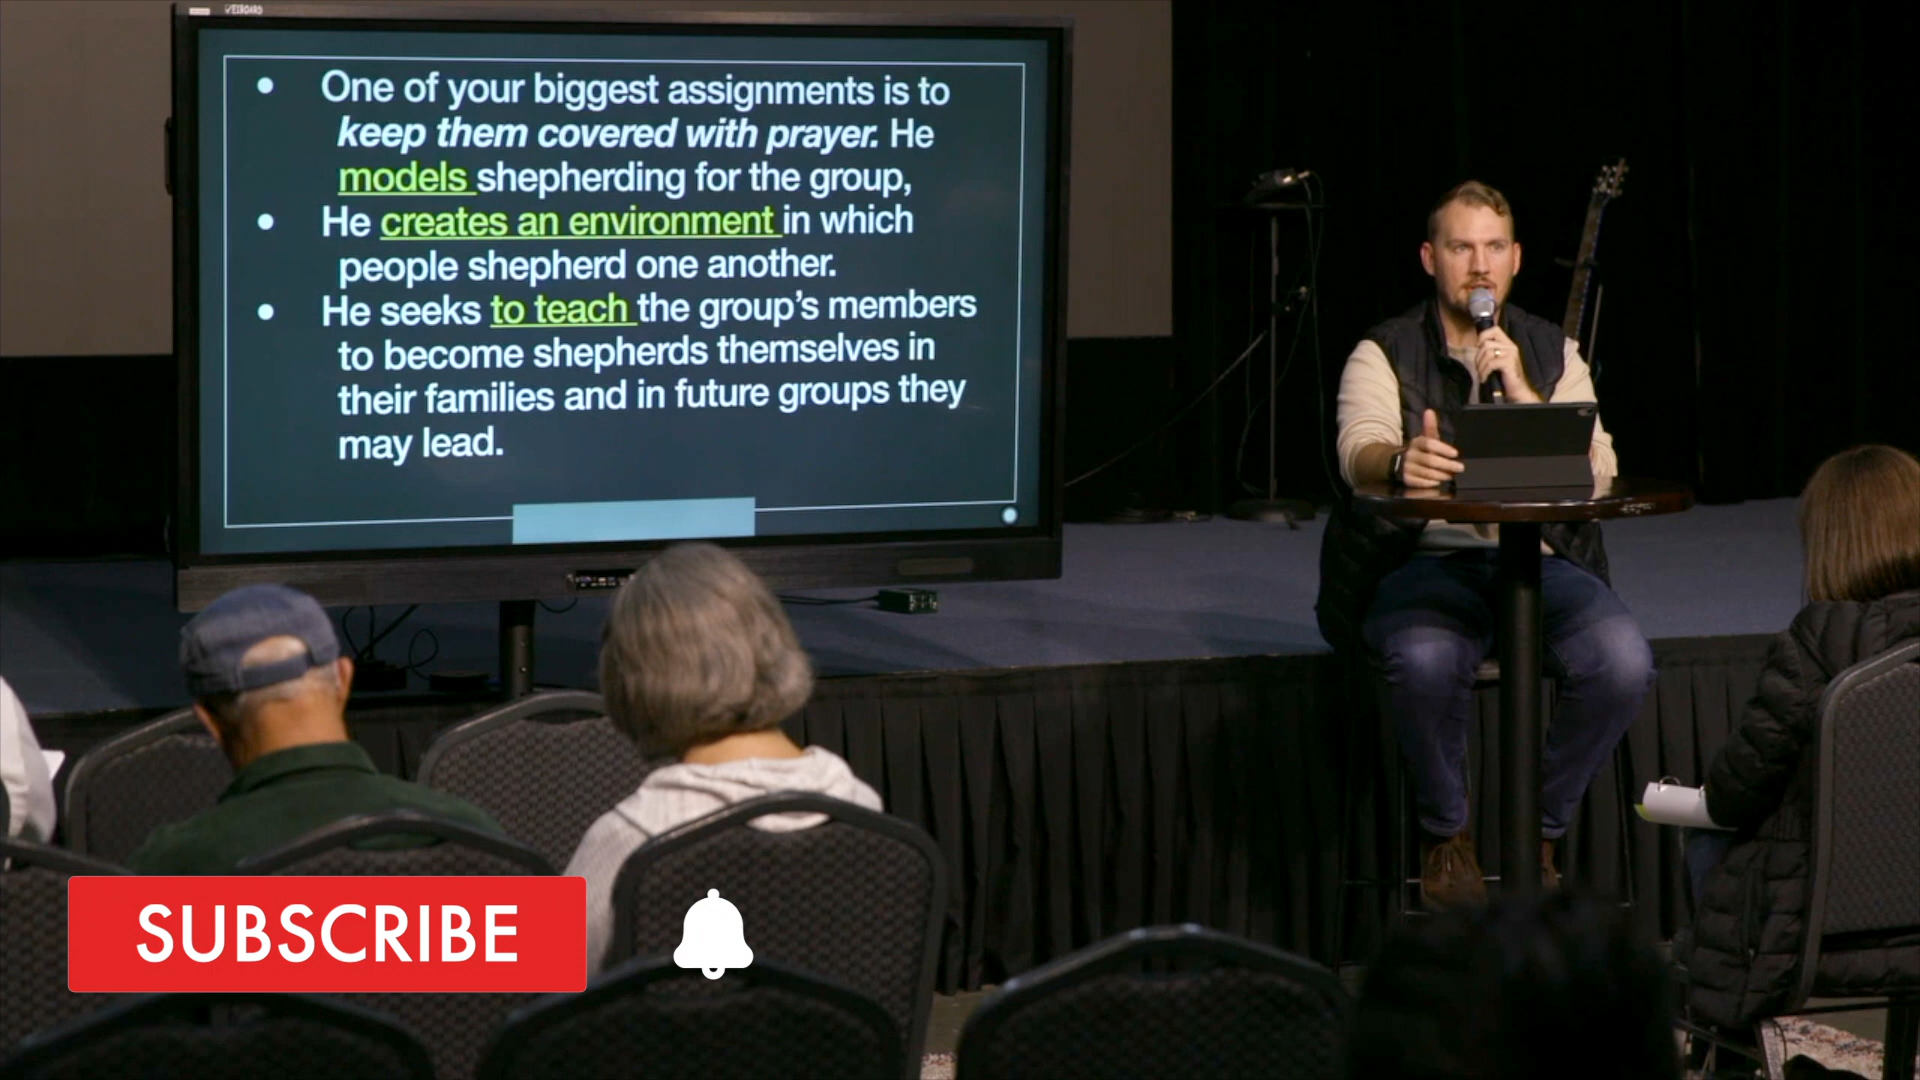 • One of your biggest assignments is to
keep them covered with prayer. He
models shepherding for the group,
• He creates an environment in which
people shepherd one another.
• He seeks to teach the group's members
to become shepherds themselves in
their families and in future groups they
may lead.
SUBSCRIBE